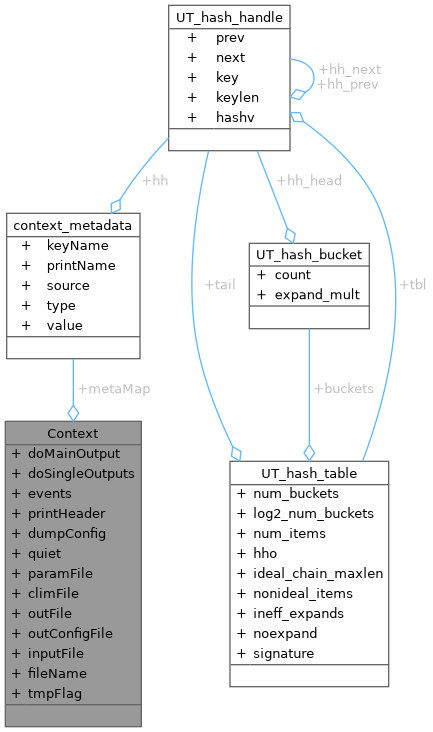 UT_hash_handle
+ prev
+ next
+ key
+ keylen
+ hashv
+hh_next
+hh_prev
+hh
+hh_head
context_metadata
+ keyName
+ printName
+ source
+ type
+ value
UT_hash_bucket
+ count
+ expand_mult
+tail
+tbl
+metaMap
+buckets
Context
+ doMainOutput
+ doSingleOutputs
+ events
+ printHeader
+ dumpConfig
+ quiet
+ paramFile
+ climFile
+ outFile
+ outConfigFile
+ inputFile
+ fileName
+ tmpFlag
UT_hash_table
+ num_buckets
+ log2_num_buckets
+ num_items
+ hho
+ ideal_chain_maxlen
+ nonideal_items
+ ineff_expands
+ noexpand
+ signature